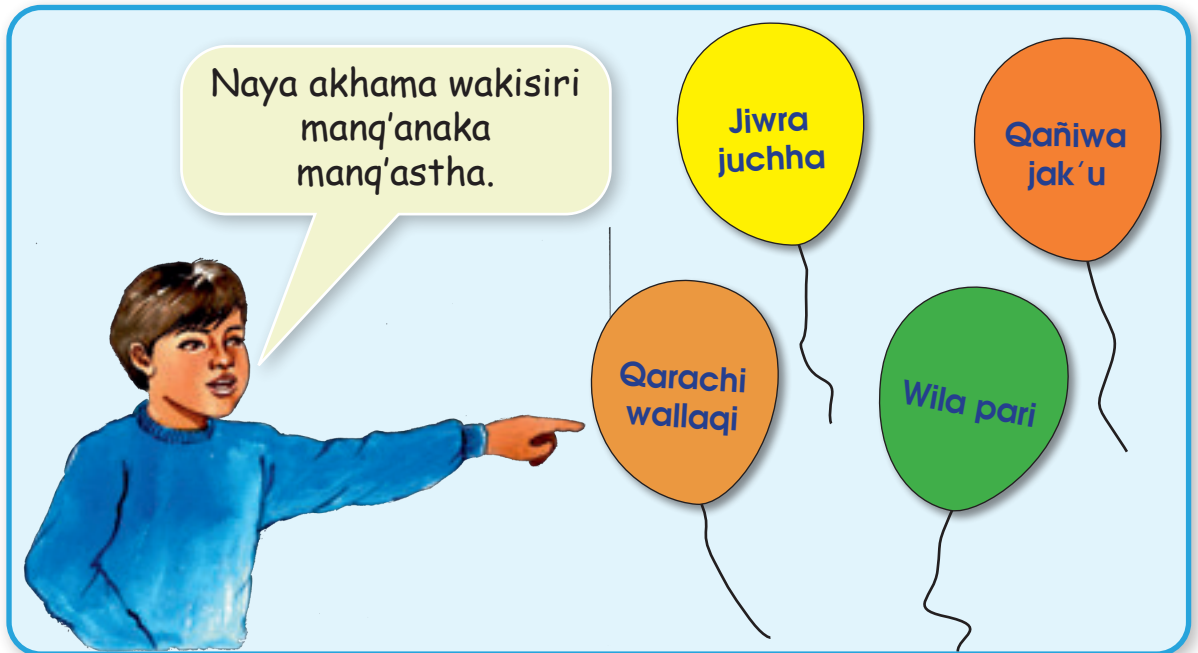 Naya akhama wakisiri
manq'anaka
manq'astha.
Jiwra
juchha
Qañiwa
jak´u
Qarachi
wallaqi
Wila pari